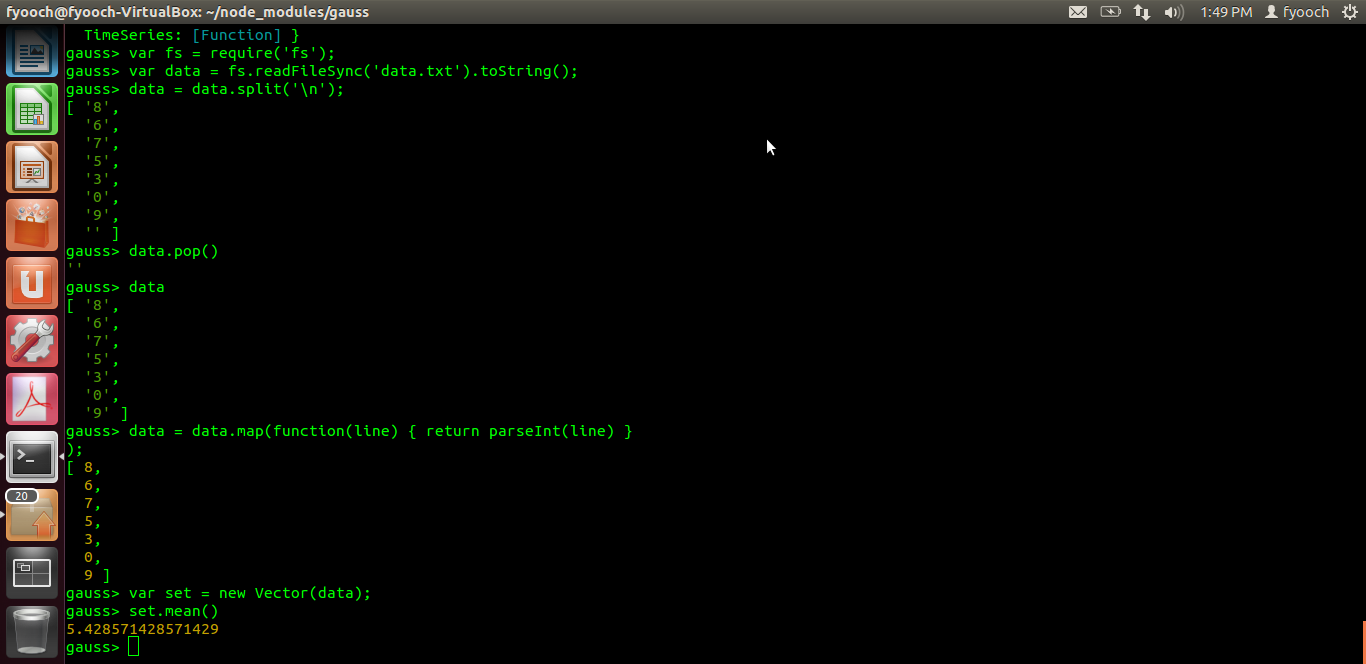 fyooch@fyooch-VirtualBox: ~/node_modules/gauss
1:49 PM
fyooch
  TimeSeries: [Function] }
gauss> var fs = require('fs');
gauss> var data = fs.readFileSync('data.txt').toString();
gauss> data = data.split('\n');
[ '8',
  '6',
  '7',
  '5',
  '3',
  '0',
  '9',
  '' ]
gauss> data.pop()
''
gauss> data
[ '8',
  '6',
  '7',
  '5',
  '3',
  '0',
  '9' ]
gauss> data = data.map(function(line) { return parseInt(line) }
);
[ 8,
  6,
  7,
  5,
  3,
  0,
  9 ]
gauss> var set = new Vector(data);
gauss> set.mean()
5.428571428571429
gauss>
20